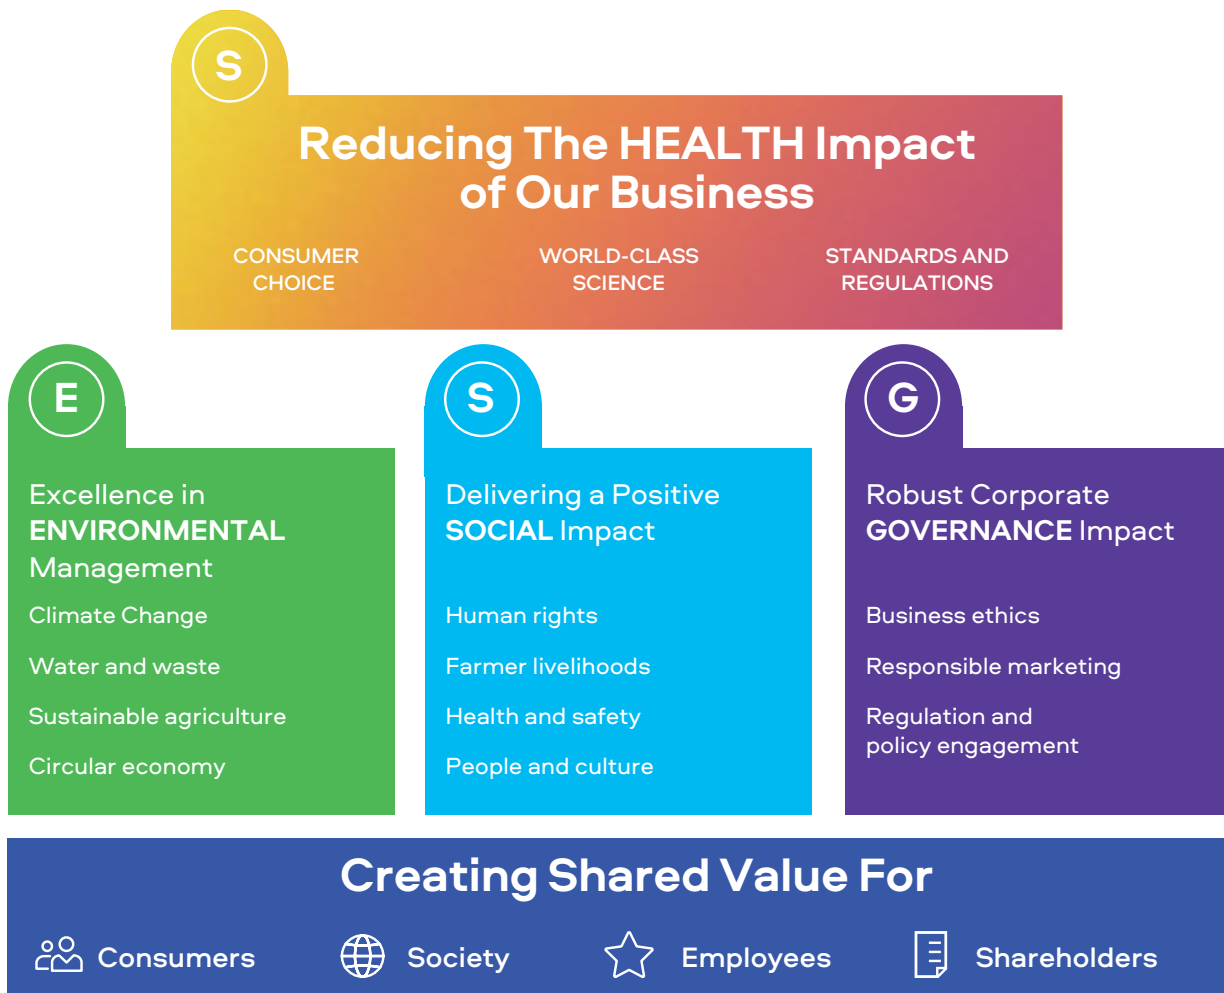 S
Reducing The HEALTH Impact
of Our Business
CONSUMER
CHOICE
WORLD-CLASS
SCIENCE
STANDARDS AND
REGULATIONS
E
Excellence in
ENVIRONMENTAL
Management
Climate Change
Water and waste
Sustainable agriculture
Circular economy
S
Delivering a Positive
SOCIAL Impact
Human rights
Farmer livelihoods
Health and safety
People and culture
G
Robust Corporate
GOVERNANCE Impact
Business ethics
Responsible marketing
Regulation and
policy engagement
Creating Shared Value For
Consumers
Society
Employees
Shareholders